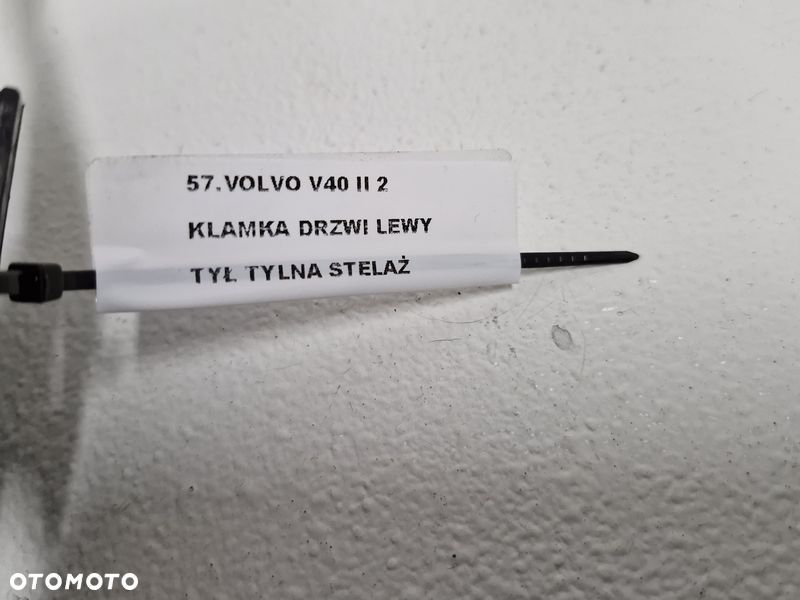 57.VOLVO V40 II 2
KLAMKA DRZWI LEWY
TYŁ TYLNA STELAŻ
OTOMOTO